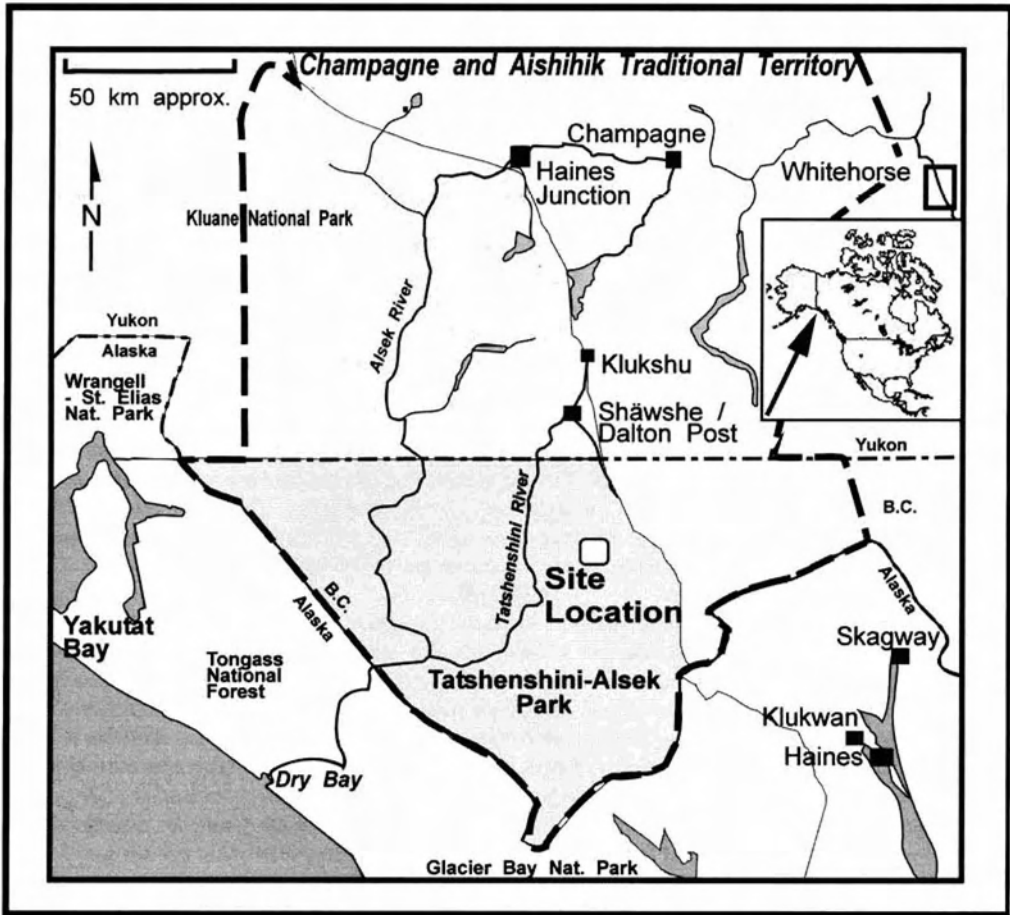 Champagne and Aishihik Traditional Territory
50 km approx.
N
Champagne
Haines
Junction
Whitehorse
Kluane National Park
Alsek River
Yukon
Alaska
Wrangell
- St. Elias
Nat. Park
Klukshu
Shäwshe /
Dalton Post
Yukon
B.C.
Tatshenshini River
Site
Location
B.C.
Alaska
Alaska
Yakutat
Bay
Tongass
National
Forest
Skagway
Tatshenshini-Alsek
Park
Klukwan
Haines
Dry Bay
Glacier Bay Nat. Park